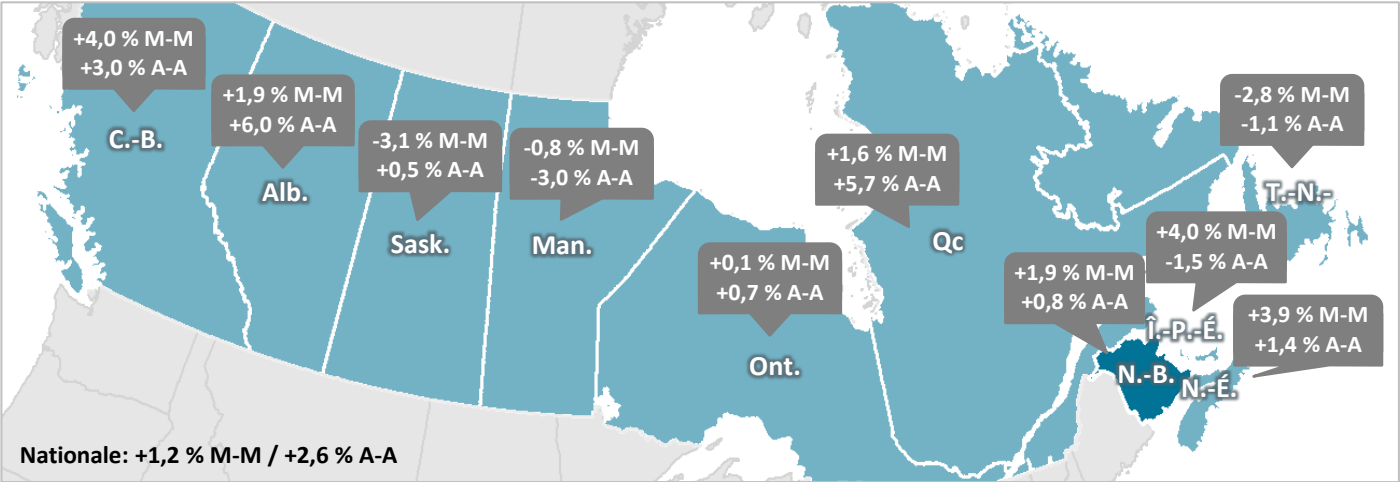 +4,0 % M-M
+3,0 % A-A
C.-B.
+1,9 % M-M
+6,0 % A-A
Alb.
-3,1 % M-M
+0,5 % A-A
Sask.
-0,8 % M-M
-3,0 % A-A
Man.
+0,1 % M-M
+0,7 % A-A
Ont.
+1,6 % M-M
+5,7 % A-A
Qc
-2,8 % M-M
-1,1 % A-A
T.-N.-
+4,0 % M-M
-1,5 % A-A
Î.-P.-É.
+1,9 % M-M
+0,8 % A-A
N.-B.
+3,9 % M-M
+1,4 % A-A
N.-É.
Nationale: +1,2 % M-M / +2,6 % A-A